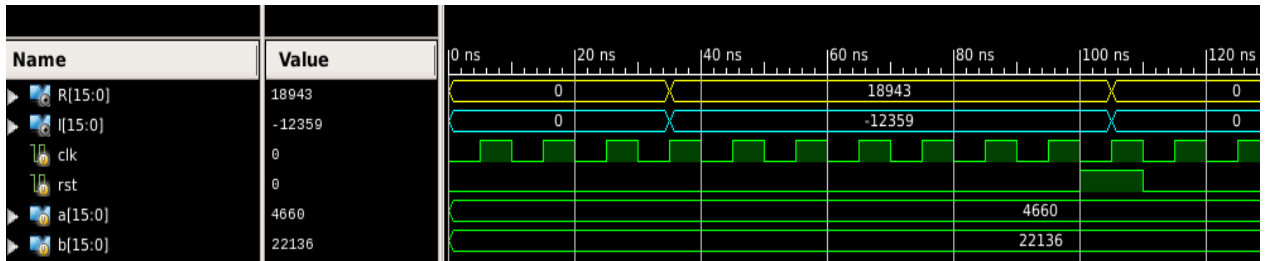 Name Value 0 ns 20 ns 40 ns 60 ns 80 ns 100 ns 120 ns
R[15:0] 18943 0 18943 0
I[15:0] -12359 0 -12359 0
clk 0
rst 0
a[15:0] 4660 4660
b[15:0] 22136 22136